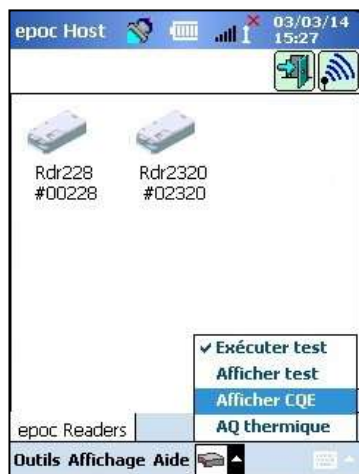 epoc Host
03/03/14
15:27
Rdr228
#00228
Rdr2320
#02320
✓ Exécuter test
Afficher test
Afficher CQE
AQ thermique
epoc Readers
Outils Affichage Aide